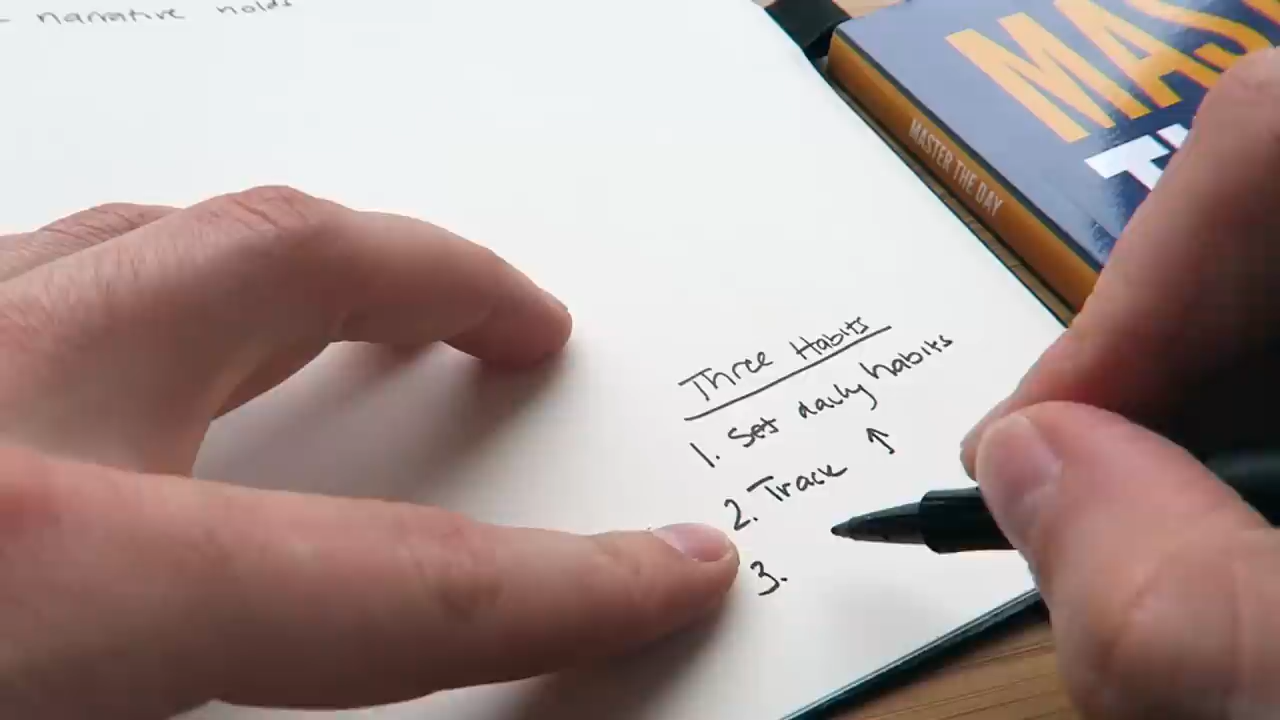 - narrative holds
MASTER THE DAY
MAS
Three Habits
1. Set daily habits
2. Track ↑
3.